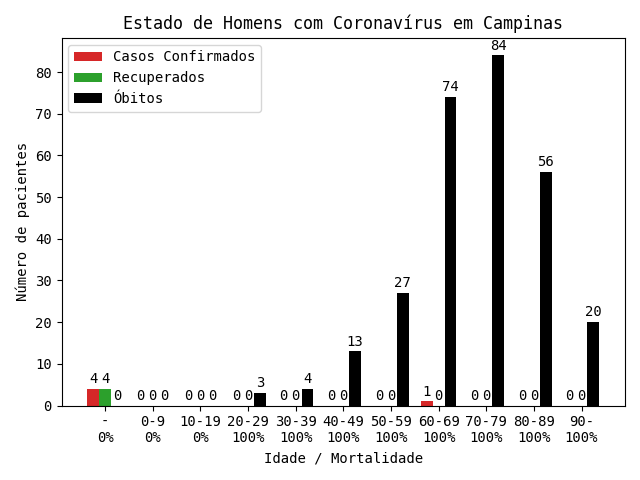 Estado de Homens com Coronavírus em Campinas
Casos Confirmados
Recuperados
Óbitos
Número de pacientes
80
70
60
50
40
30
20
10
0
4 4 0
0 0 0
0 0 0
0 0 3
0 0 4
0 0 13
0 0 27
1 0 74
0 0 84
0 0 56
0 0 20
- 0-9 10-19 20-29 30-39 40-49 50-59 60-69 70-79 80-89 90-
0% 0% 0% 100% 100% 100% 100% 100% 100% 100% 100%
Idade / Mortalidade